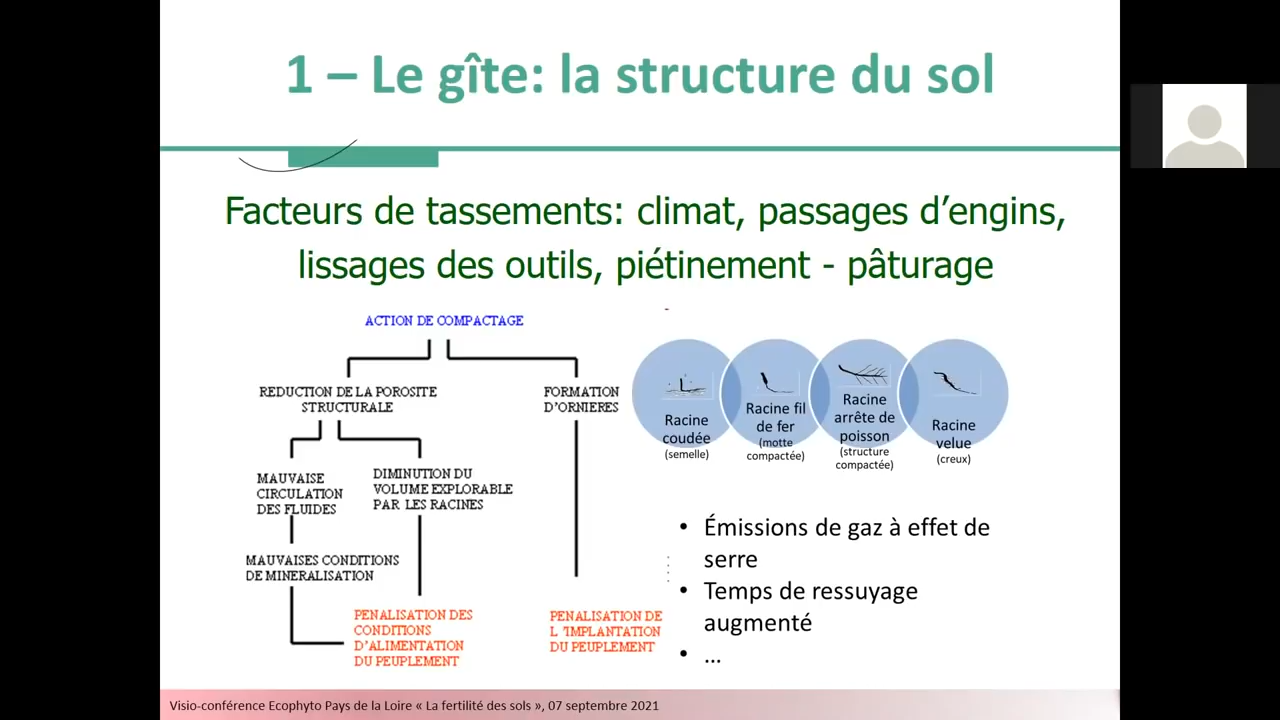 1 – Le gîte: la structure du sol
Facteurs de tassements: climat, passages d’engins,
lissages des outils, piétinement - pâturage
ACTION DE COMPACTAGE
REDUCTION DE LA POROSITE
STRUCTURALE
FORMATION
D’ORNIERES
MAUVAISE
CIRCULATION
DES FLUIDES
DIMINUTION DU
VOLUME EXPLORABLE
PAR LES RACINES
MAUVAISES CONDITIONS
DE MINERALISATION
PENALISATION DES
CONDITIONS
D’ALIMENTATION
DU PEUPLEMENT
PENALISATION DE
L ’IMPLANTATION
DU PEUPLEMENT
Racine
coudée
(semelle)
Racine fil
de fer
(motte
compactée)
Racine
arrête de
poisson
(structure
compactée)
Racine
velue
(creux)
• Émissions de gaz à effet de
serre
• Temps de ressuyage
augmenté
• ...
Visio-conférence Ecophyto Pays de la Loire « La fertilité des sols », 07 septembre 2021